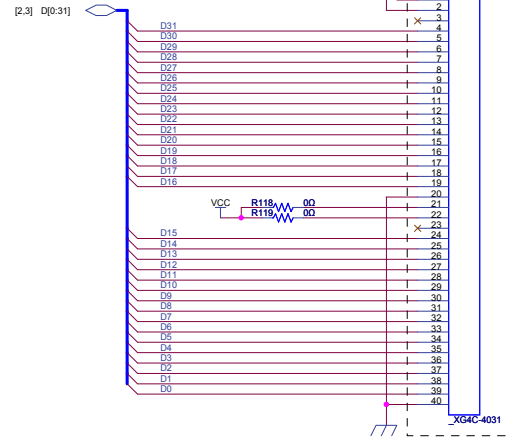 [2,3] D[0:31]
2
3
D31 4
D30 5
D29 6
D28 7
D27 8
D26 9
D25 10
D24 11
D23 12
D22 13
D21 14
D20 15
D19 16
D18 17
D17 18
D16 19
20
VCC R118 0Ω 21
R119 0Ω 22
23
D15 24
D14 25
D13 26
D12 27
D11 28
D10 29
D9 30
D8 31
D7 32
D6 33
D5 34
D4 35
D3 36
D2 37
D1 38
D0 39
40
_XG4C-4031